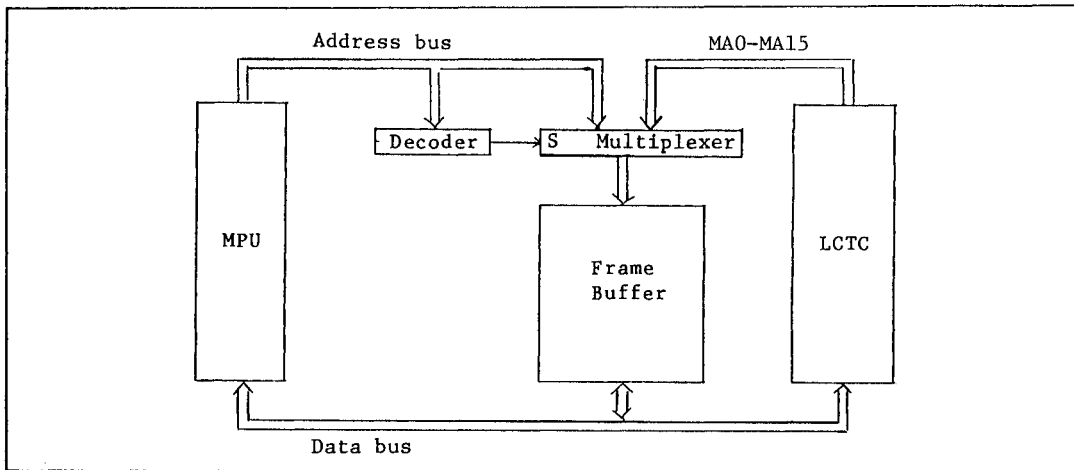 Address bus
MA0-MA15
Decoder
S Multiplexer
MPU
Frame
Buffer
LCTC
Data bus